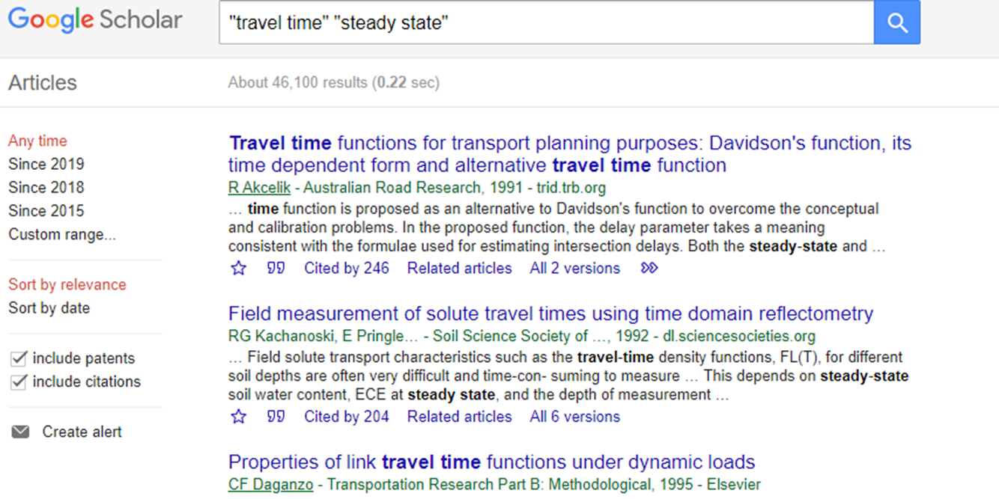 Google Scholar
"travel time" "steady state"
Articles
About 46,100 results (0.22 sec)
Any time
Since 2019
Since 2018
Since 2015
Custom range...
Sort by relevance
Sort by date
include patents
include citations
Create alert
Travel time functions for transport planning purposes: Davidson's function, its
time dependent form and alternative travel time function
R Akcelik - Australian Road Research, 1991 - trid.trb.org
... time function is proposed as an alternative to Davidson's function to overcome the conceptual
and calibration problems. In the proposed function, the delay parameter takes a meaning
consistent with the formulae used for estimating intersection delays. Both the steady-state and ...
Cited by 246 Related articles All 2 versions
Field measurement of solute travel times using time domain reflectometry
RG Kachanoski, E Pringle... - Soil Science Society of ..., 1992 - dl.sciencesocieties.org
... Field solute transport characteristics such as the travel-time density functions, FL(T), for different
soil depths are often very difficult and time-con- suming to measure ... This depends on steady-state
soil water content, ECE at steady state, and the depth of measurement ...
Cited by 204 Related articles All 6 versions
Properties of link travel time functions under dynamic loads
CF Daganzo - Transportation Research Part B: Methodological, 1995 - Elsevier